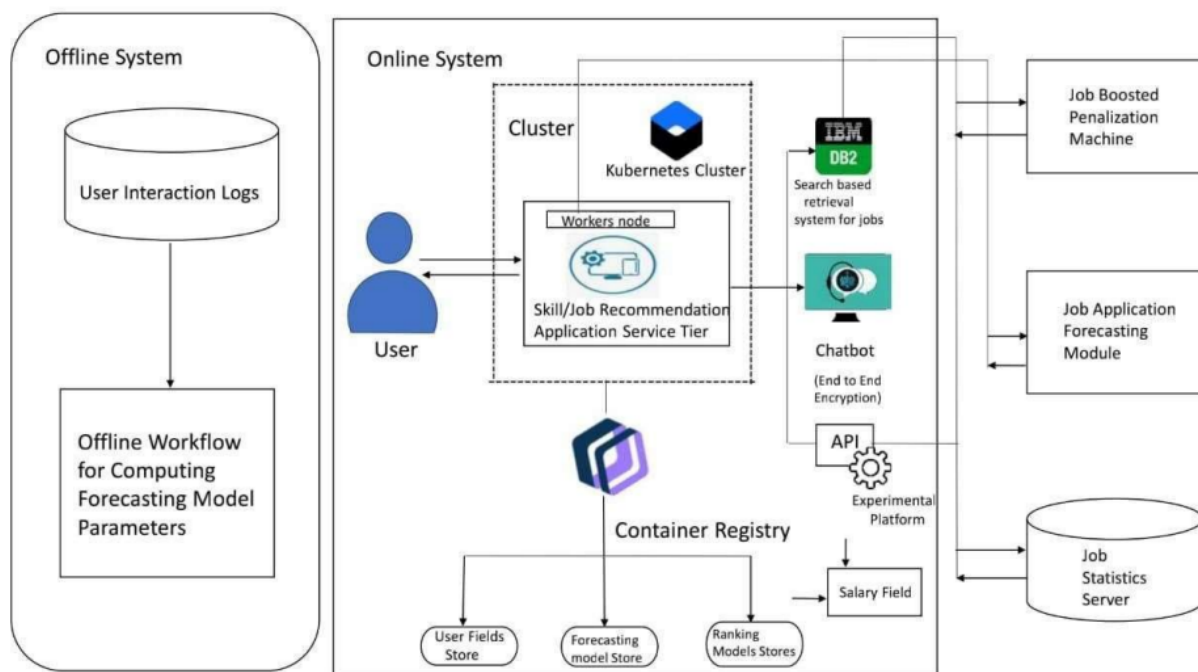 Offline System
User Interaction Logs
Offline Workflow
for Computing
Forecasting Model
Parameters
Online System
Cluster
Kubernetes Cluster
Workers node
Skill/Job Recommendation
Application Service Tier
User
IBM
DB2
Search based
retrieval
system for jobs
Chatbot
(End to End
Encryption)
API
Experimental
Platform
Container Registry
User Fields
Store
Forecasting
model Store
Ranking
Models Stores
Salary Field
Job Boosted
Penalization
Machine
Job Application
Forecasting
Module
Job
Statistics
Server